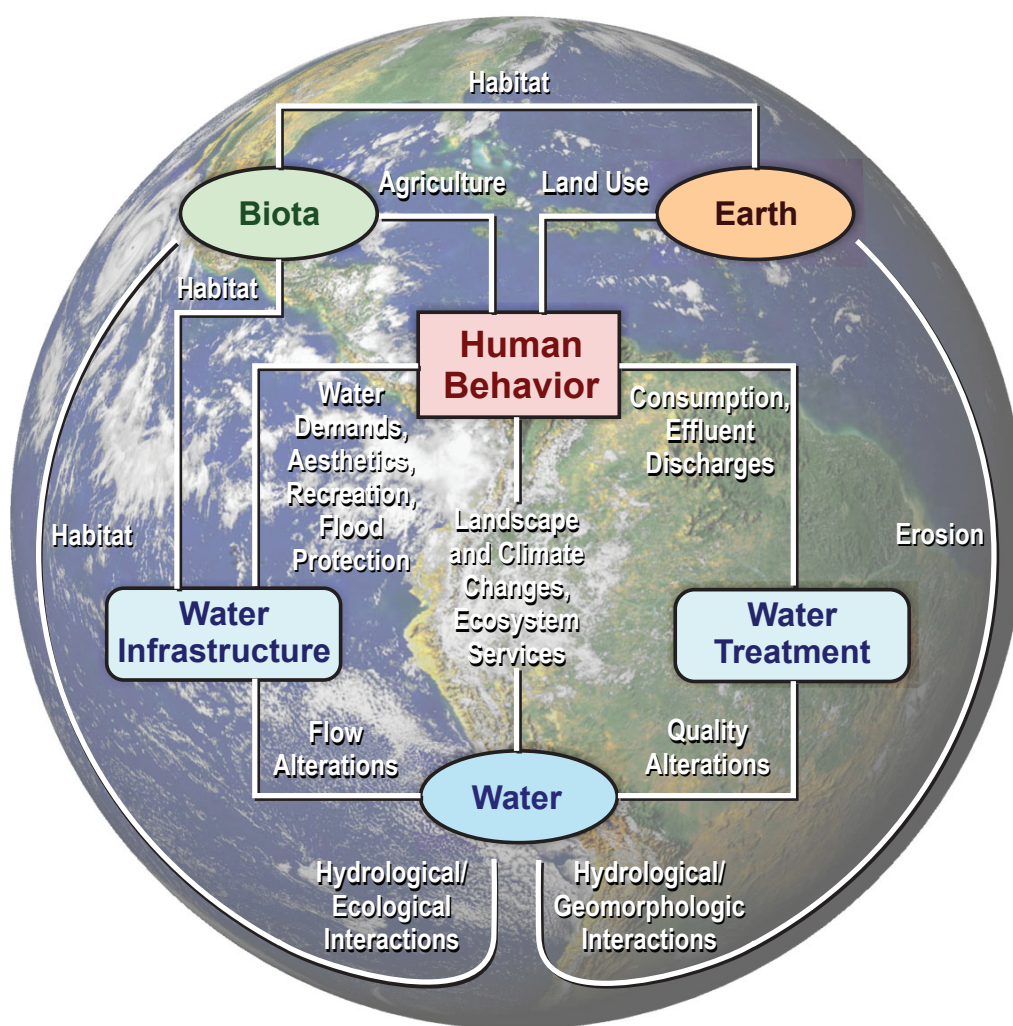 Habitat
Agriculture
Land Use
Biota
Earth
Habitat
Human
Behavior
Water
Demands,
Aesthetics,
Recreation,
Flood
Protection
Consumption,
Effluent
Discharges
Landscape
and Climate
Changes,
Ecosystem
Services
Habitat
Erosion
Water
Infrastructure
Water
Treatment
Flow
Alterations
Quality
Alterations
Water
Hydrological/
Ecological
Interactions
Hydrological/
Geomorphologic
Interactions